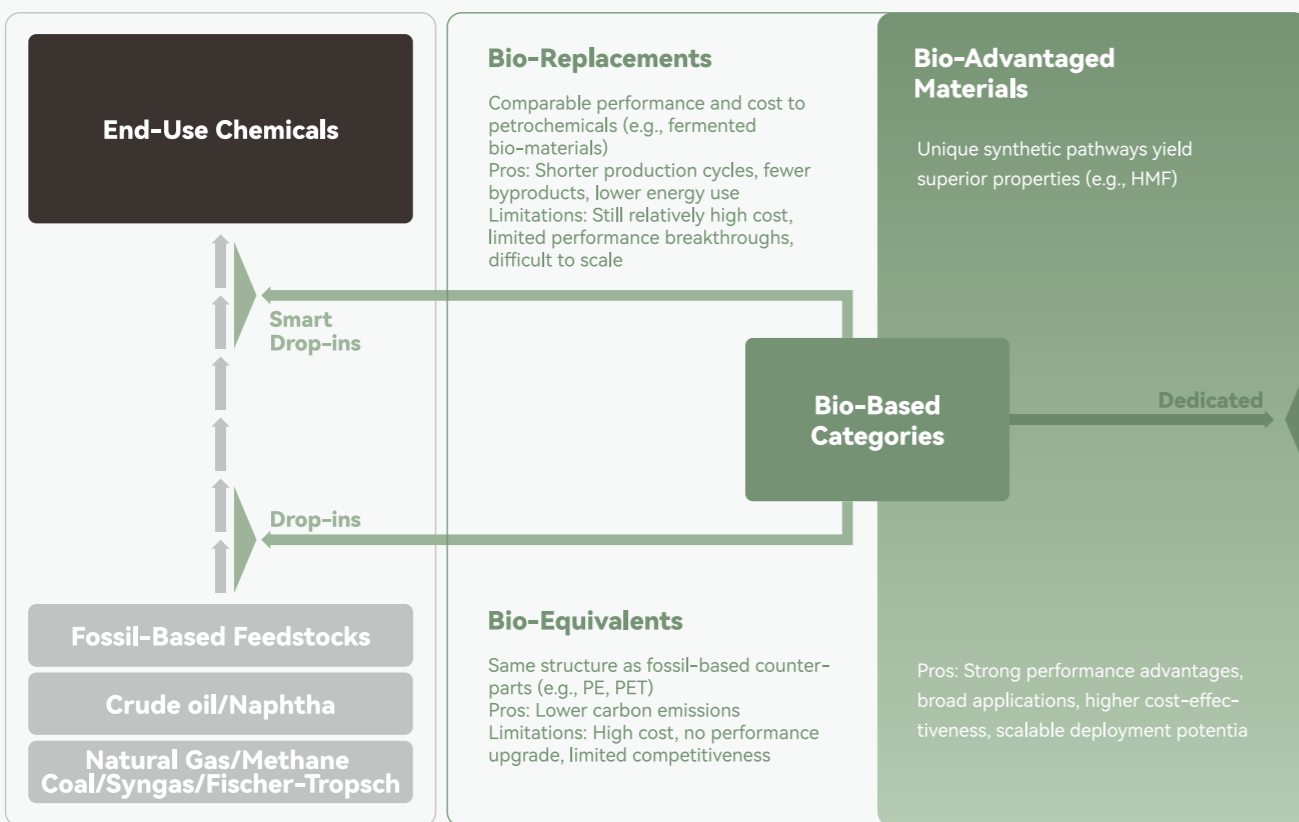 End-Use Chemicals
Smart
Drop-ins
Drop-ins
Fossil-Based Feedstocks
Crude oil/Naphtha
Natural Gas/Methane
Coal/Syngas/Fischer-Tropsch
Bio-Replacements
Comparable performance and cost to
petrochemicals (e.g., fermented
bio-materials)
Pros: Shorter production cycles, fewer
byproducts, lower energy use
Limitations: Still relatively high cost,
limited performance breakthroughs,
difficult to scale
Bio-Based
Categories
Bio-Equivalents
Same structure as fossil-based counter-
parts (e.g., PE, PET)
Pros: Lower carbon emissions
Limitations: High cost, no performance
upgrade, limited competitiveness
Bio-Advantaged
Materials
Unique synthetic pathways yield
superior properties (e.g., HMF)
Dedicated
Pros: Strong performance advantages,
broad applications, higher cost-effec-
tiveness, scalable deployment potentia